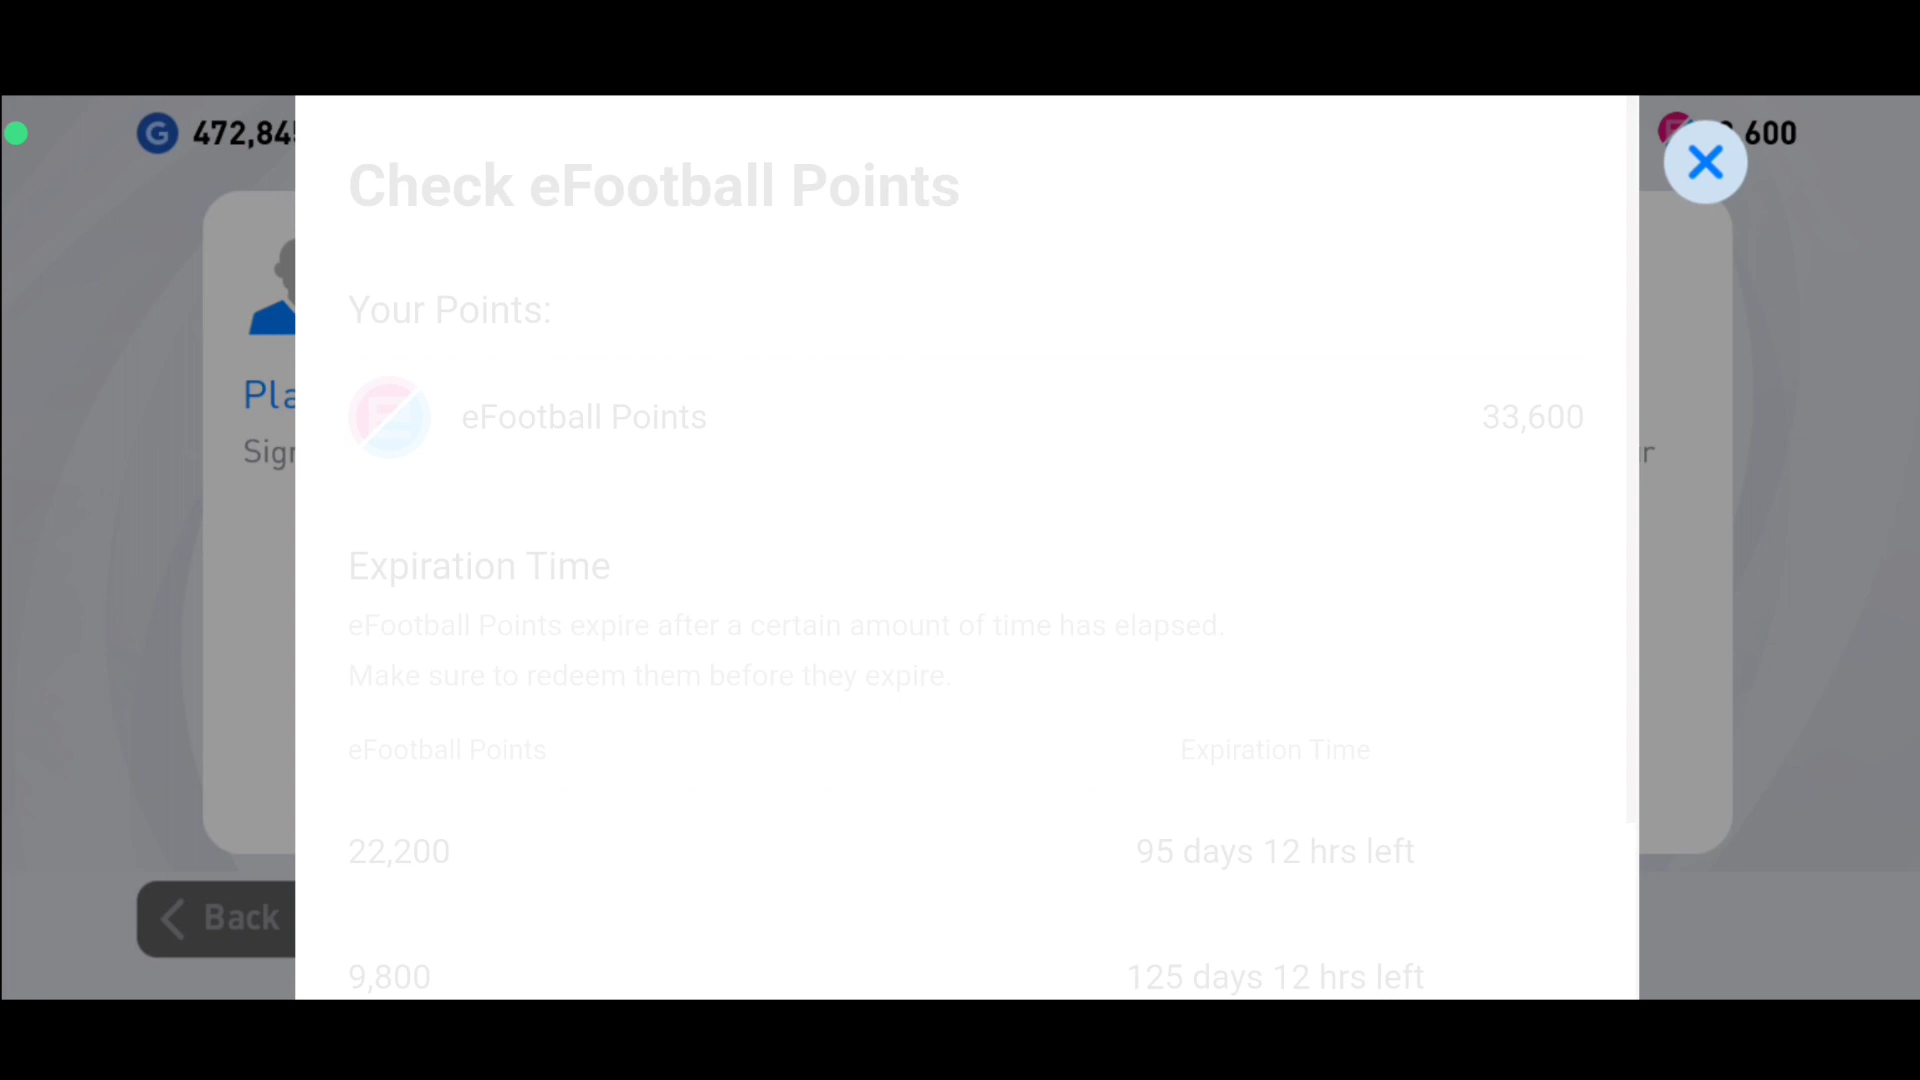 472,84
600
Check eFootball Points
Your Points:
eFootball Points 33,600
Expiration Time
eFootball Points expire after a certain amount of time has elapsed.
Make sure to redeem them before they expire.
eFootball Points Expiration Time
22,200 95 days 12 hrs left
9,800 125 days 12 hrs left
Back